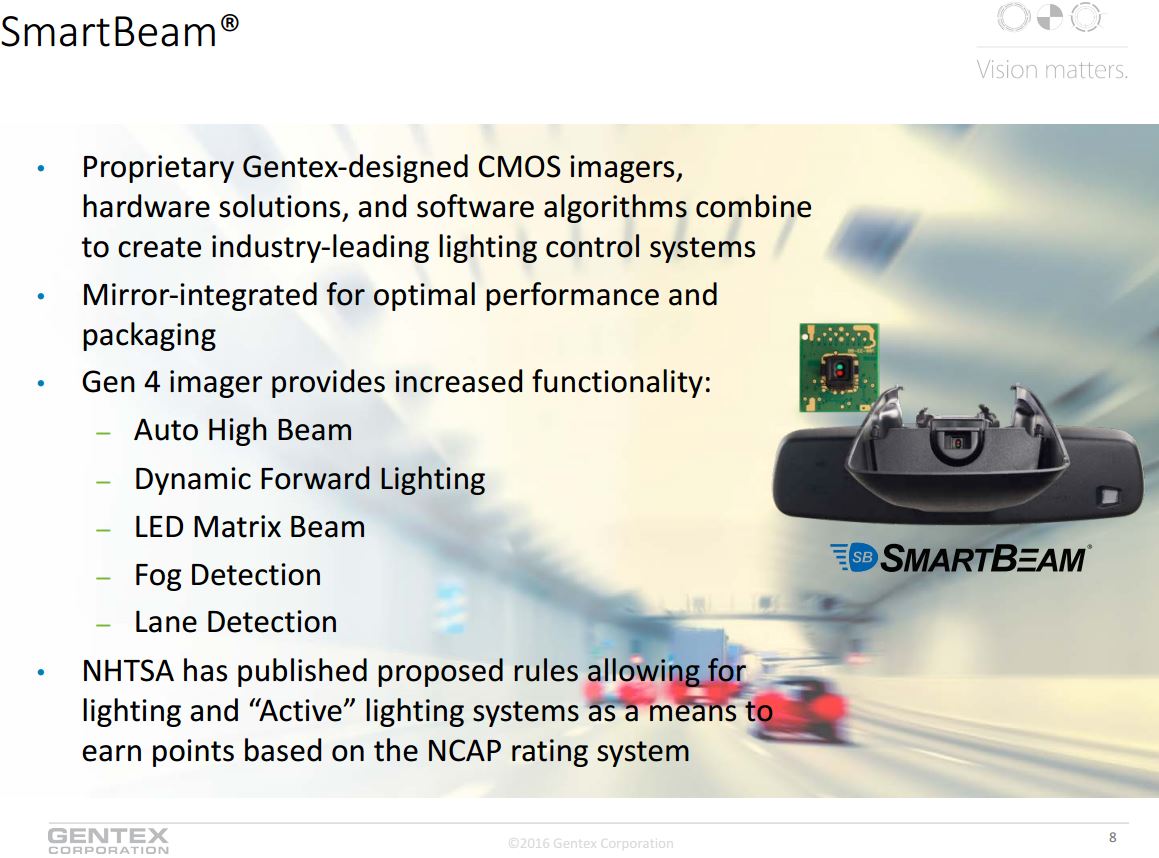 SmartBeam®
Vision matters.
• Proprietary Gentex-designed CMOS imagers,
hardware solutions, and software algorithms combine
to create industry-leading lighting control systems
• Mirror-integrated for optimal performance and
packaging
• Gen 4 imager provides increased functionality:
– Auto High Beam
– Dynamic Forward Lighting
– LED Matrix Beam
– Fog Detection
– Lane Detection
SB SMARTBEAM®
• NHTSA has published proposed rules allowing for
lighting and “Active” lighting systems as a means to
earn points based on the NCAP rating system
GENTEX
CORPORATION
©2016 Gentex Corporation
8